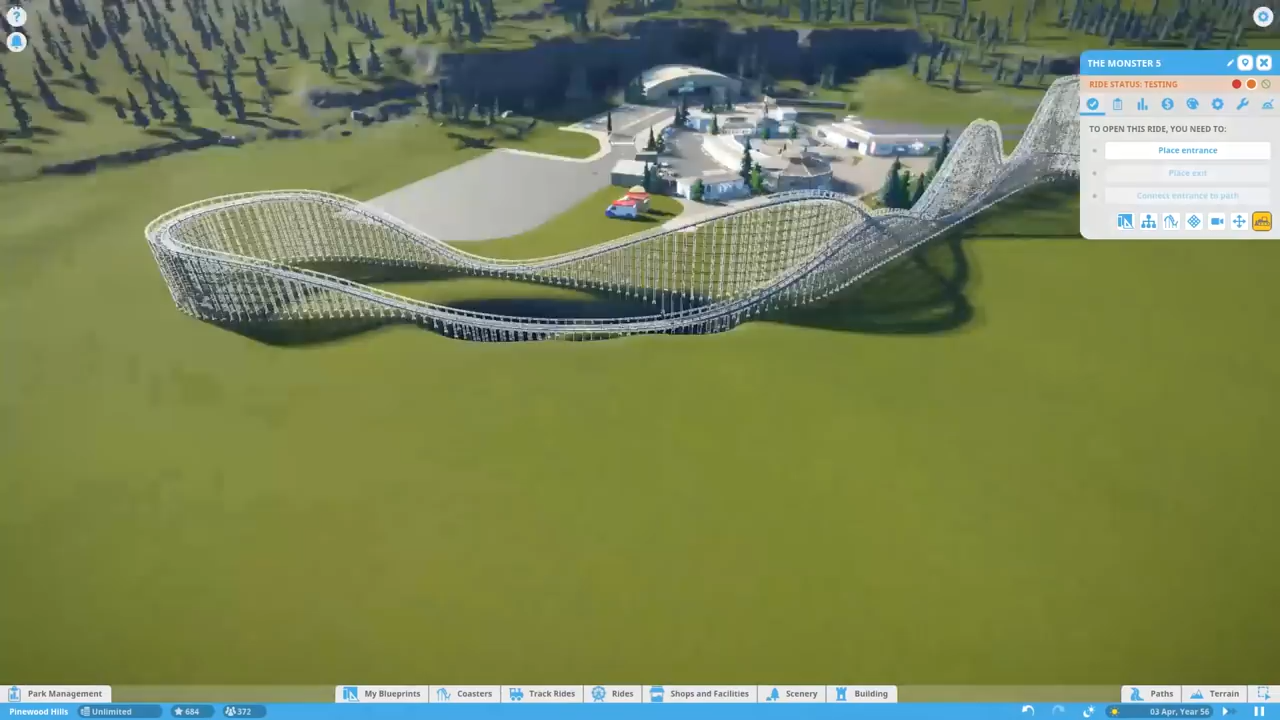 ?
THE MONSTER 5
RIDE STATUS: TESTING
TO OPEN THIS RIDE, YOU NEED TO:
Place entrance
Place exit
Connect entrance to path
Park Management
My Blueprints
Coasters
Track Rides
Rides
Shops and Facilities
Scenery
Building
Paths
Terrain
Pinewood Hills
Unlimited
684
372
03 Apr, Year 56